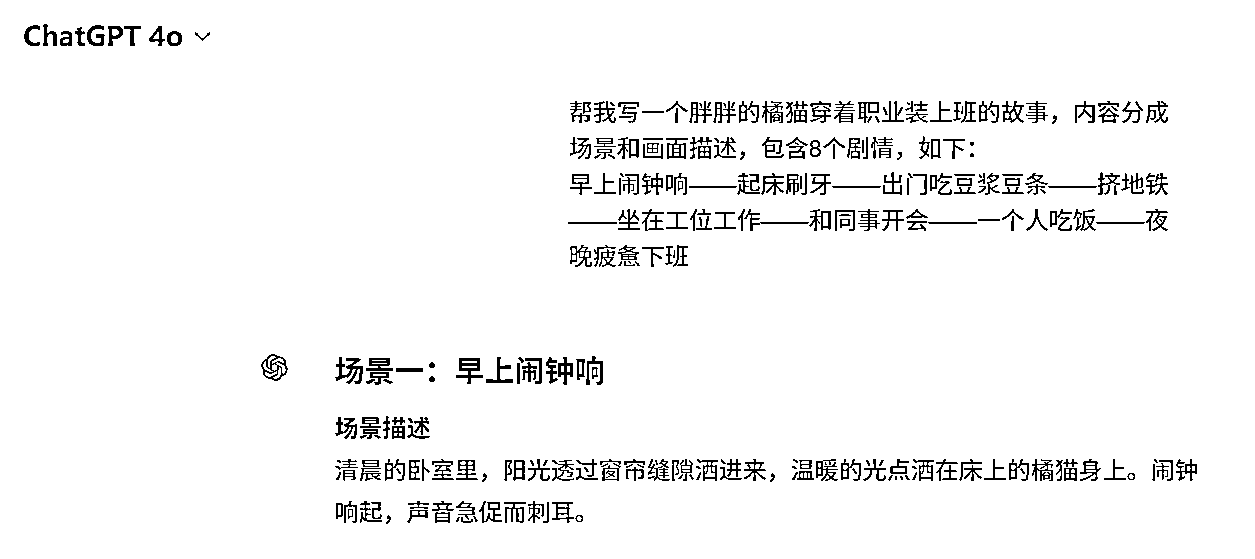 ChatGPT 4o
帮我写一个胖胖的橘猫穿着职业装上班的故事，内容分成
场景和画面描述，包含8个剧情，如下：
早上闹钟响——起床刷牙——出门吃豆浆豆条——挤地铁
——坐在工位工作——和同事开会——一个人吃饭——夜
晚疲惫下班
场景一：早上闹钟响
场景描述
清晨的卧室里，阳光透过窗帘缝隙洒进来，温暖的光点洒在床上的橘猫身上。闹钟
响起，声音急促而刺耳。